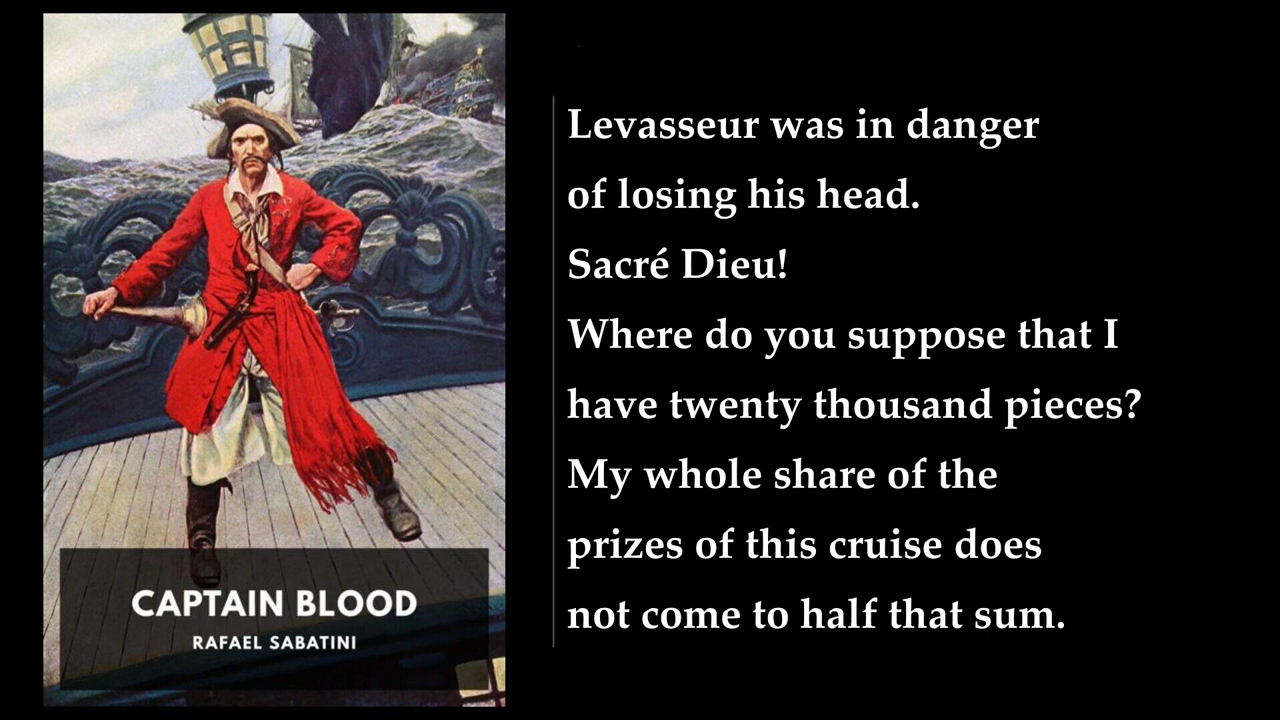 CAPTAIN BLOOD
RAFAEL SABATINI
Levasseur was in danger
of losing his head.
Sacré Dieu!
Where do you suppose that I
have twenty thousand pieces?
My whole share of the
prizes of this cruise does
not come to half that sum.